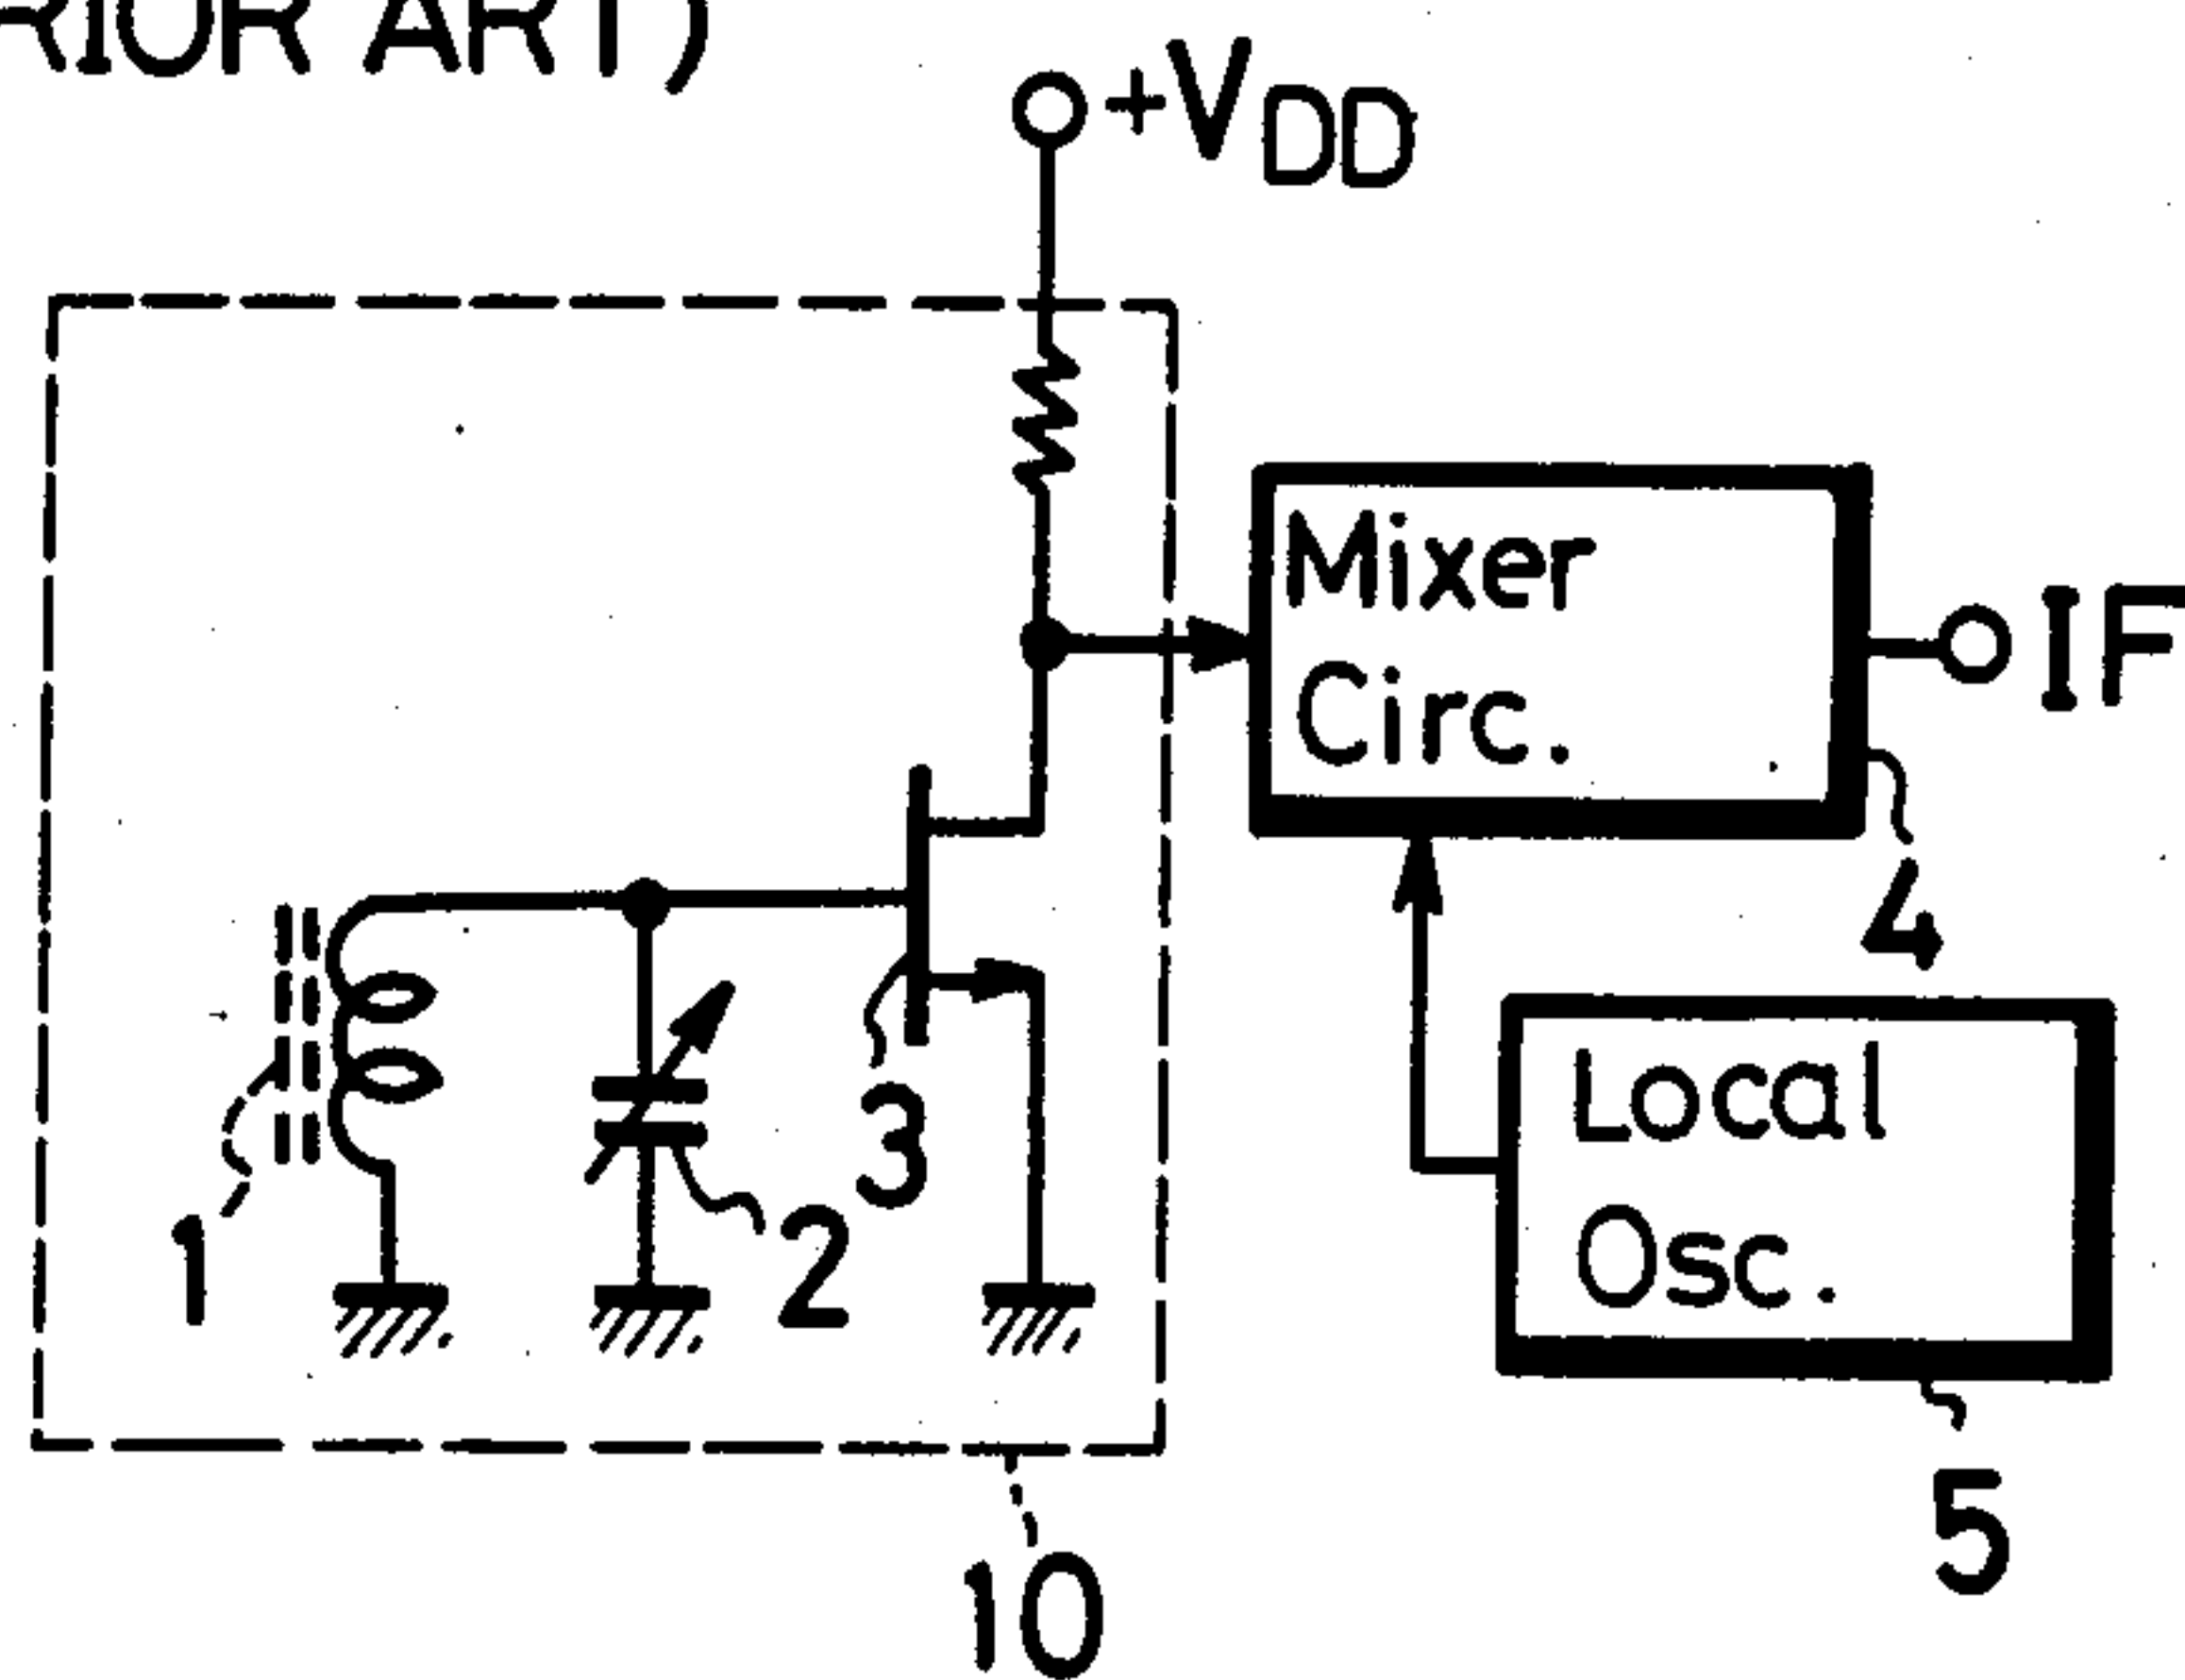 RIOR ART)
+VDD
Mixer
Circ.
IF
4
Local
Osc.
3
2
1
5
10